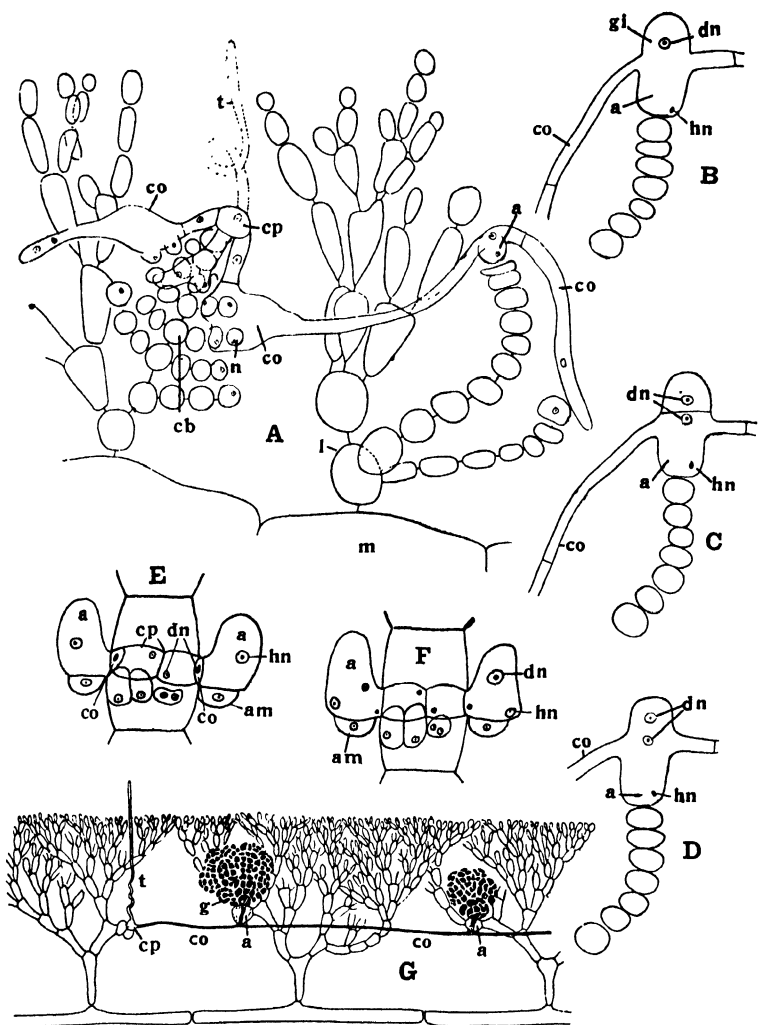 gi dn
a
co hn
B
t
co
cp
a
co
n
co
cb
A
l
m
dn
a hn
co
C
E
a cp dn a
hn
co co am
F
a
dn
hn
am
dn
co
a hn
D
t
g
cp co a co a
G